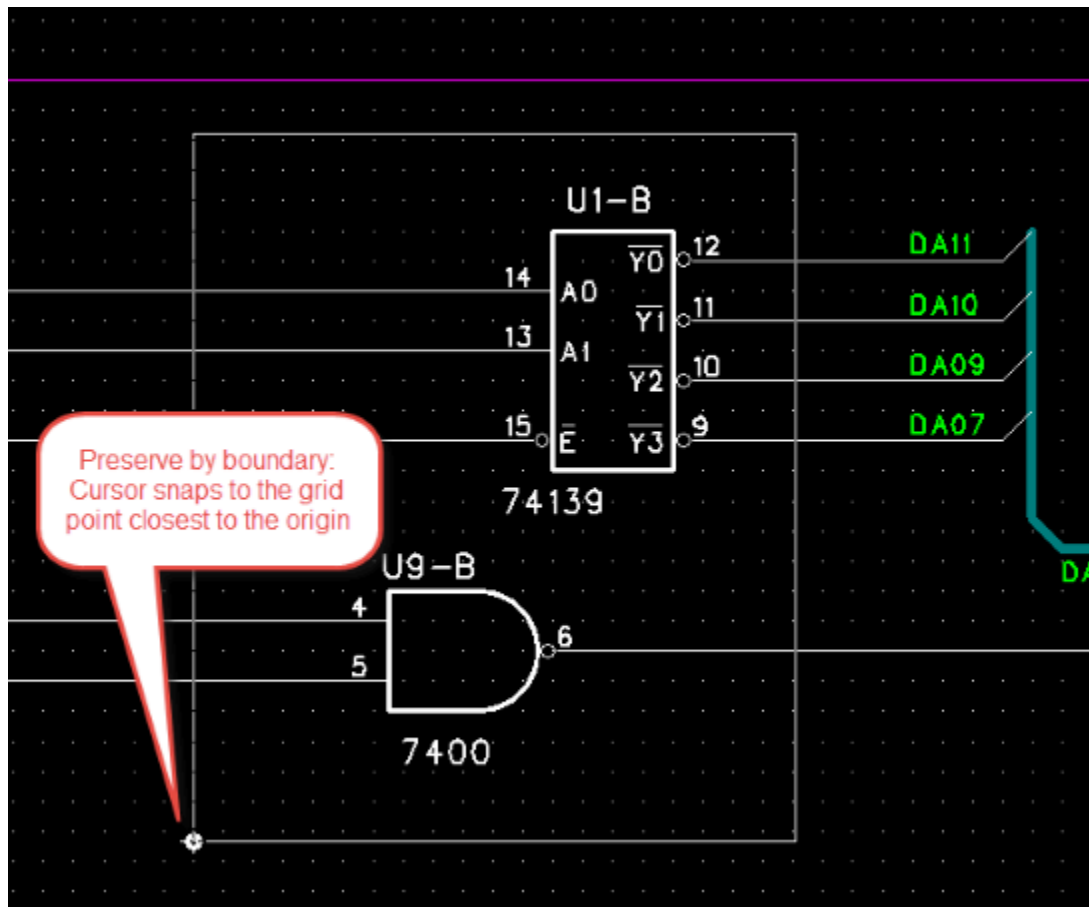 U1-B
Y0 12
DA11
14 A0
Y1 11
DA10
13 A1
Y2 10
DA09
15 E
Y3 9
DA07
74139
Preserve by boundary:
Cursor snaps to the grid
point closest to the origin
U9-B
DA
4
6
5
7400